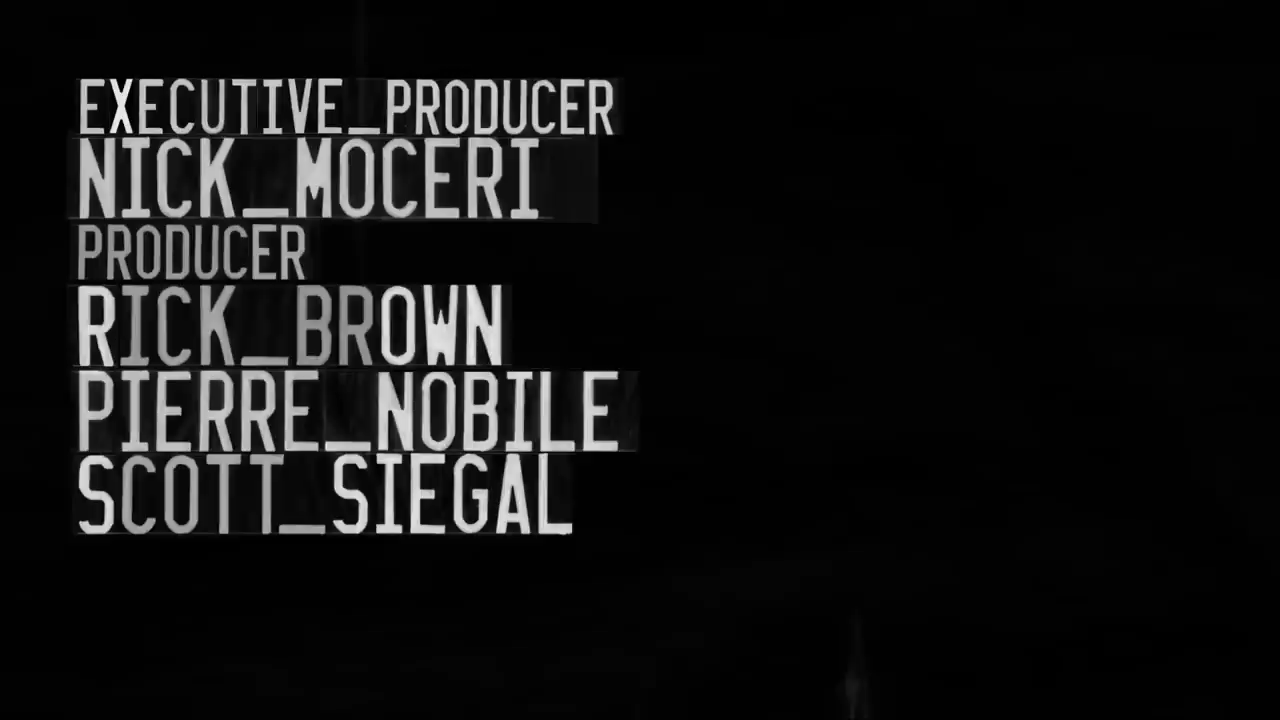 EXECUTIVE_PRODUCER
NICK_MOCERI
PRODUCER
RICK_BROWN
PIERRE_NOBILE
SCOTT_SIEGAL